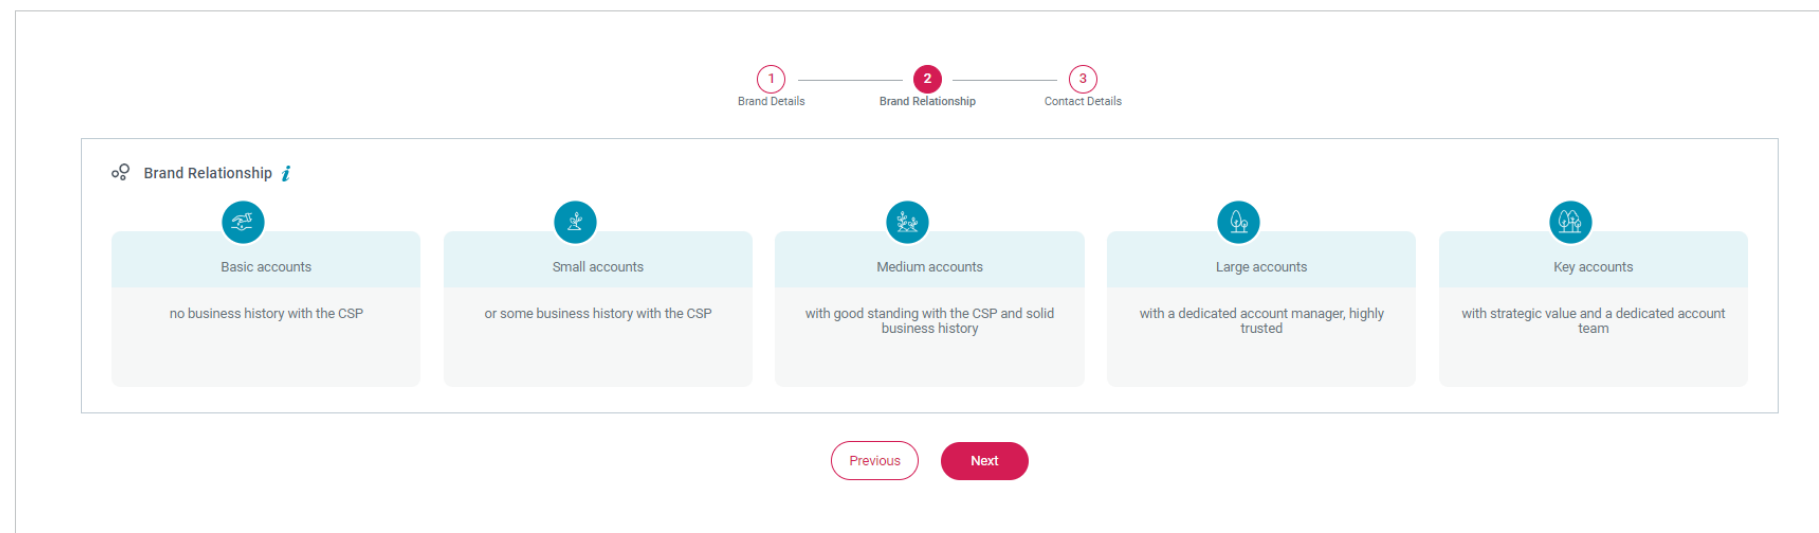 1
2
3
Brand Details
Brand Relationship
Contact Details
Brand Relationship i
Basic accounts
no business history with the CSP
Small accounts
or some business history with the CSP
Medium accounts
with good standing with the CSP and solid
business history
Large accounts
with a dedicated account manager, highly
trusted
Key accounts
with strategic value and a dedicated account
team
Previous
Next